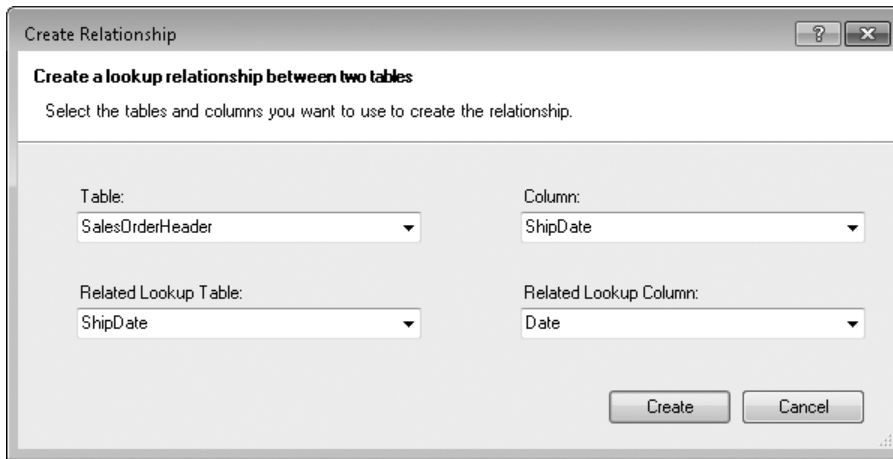 Create Relationship
Create a lookup relationship between two tables
Select the tables and columns you want to use to create the relationship.
Table: Column:
SalesOrderHeader ShipDate
Related Lookup Table: Related Lookup Column:
ShipDate Date
Create Cancel